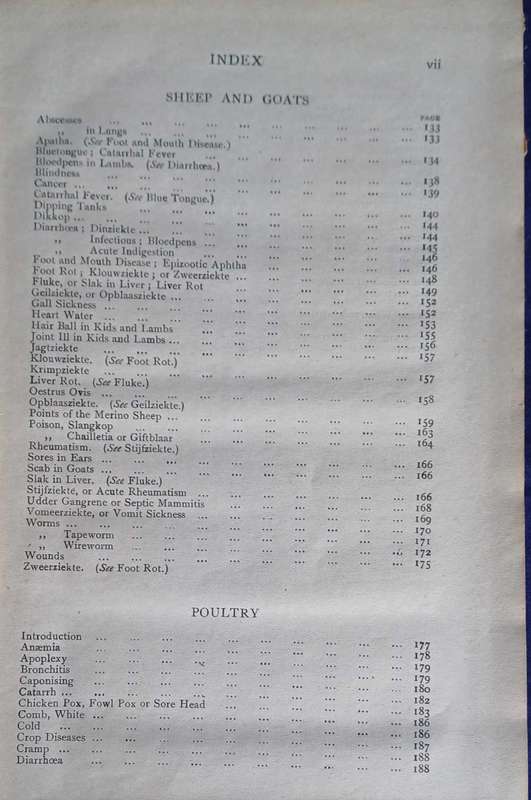 INDEX vii
SHEEP AND GOATS
PAGE
Abscesses ... 133
,, in Lungs ... 133
Apatha. (See Foot and Mouth Disease.)
Bluetongue; Catarrhal Fever ... 134
Bloedpens in Lambs. (See Diarrhœa.)
Blindness ... 138
Cancer ... 139
Catarrhal Fever. (See Blue Tongue.)
Dipping Tanks ... 140
Dikkop ... 144
Diarrhœa; Dinziekte ... 144
,, Infectious; Bloedpens ... 145
,, Acute Indigestion ... 146
Foot and Mouth Disease; Epizootic Aphtha ... 146
Foot Rot; Klouwziekte; or Zweerziekte ... 148
Fluke, or Slak in Liver; Liver Rot ... 149
Geilziekte, or Opblaasziekte ... 152
Gall Sickness ... 152
Heart Water ... 153
Hair Ball in Kids and Lambs ... 155
Joint Ill in Kids and Lambs ... 156
Jagtziekte ... 157
Klouwziekte. (See Foot Rot.)
Krimpziekte ... 157
Liver Rot. (See Fluke.)
Oestrus Ovis ... 158
Opblaasziekte. (See Geilziekte.)
Points of the Merino Sheep ... 159
Poison, Slangkop ... 163
,, Chailletia or Giftblaar ... 164
Rheumatism. (See Stijfziekte.)
Sores in Ears ... 166
Scab in Goats ... 166
Slak in Liver. (See Fluke.)
Stijfziekte, or Acute Rheumatism ... 166
Udder Gangrene or Septic Mammitis ... 168
Vomeerziekte, or Vomit Sickness ... 169
Worms ... 170
,, Tapeworm ... 171
,, Wireworm ... 172
Wounds ... 175
Zweerziekte. (See Foot Rot.)
POULTRY
Introduction ... 177
Anæmia ... 178
Apoplexy ... 179
Bronchitis ... 179
Caponising ... 180
Catarrh ... 182
Chicken Pox, Fowl Pox or Sore Head ... 183
Comb, White ... 186
Cold ... 186
Crop Diseases ... 187
Cramp ... 188
Diarrhœa ... 188